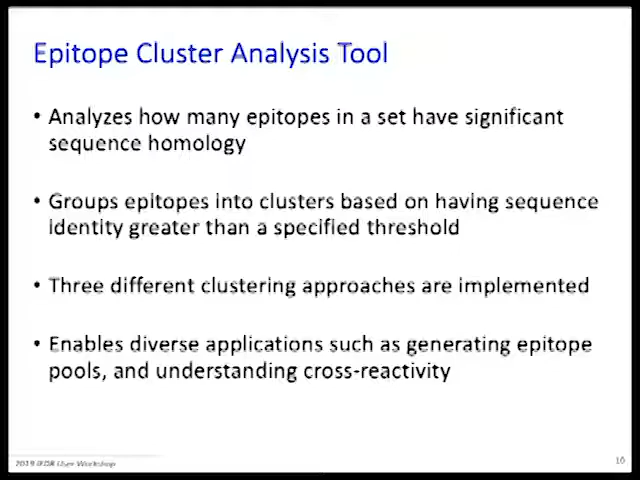 Epitope Cluster Analysis Tool
• Analyzes how many epitopes in a set have significant
sequence homology
• Groups epitopes into clusters based on having sequence
identity greater than a specified threshold
• Three different clustering approaches are implemented
• Enables diverse applications such as generating epitope
pools, and understanding cross-reactivity
2019 IEDB User Workshop